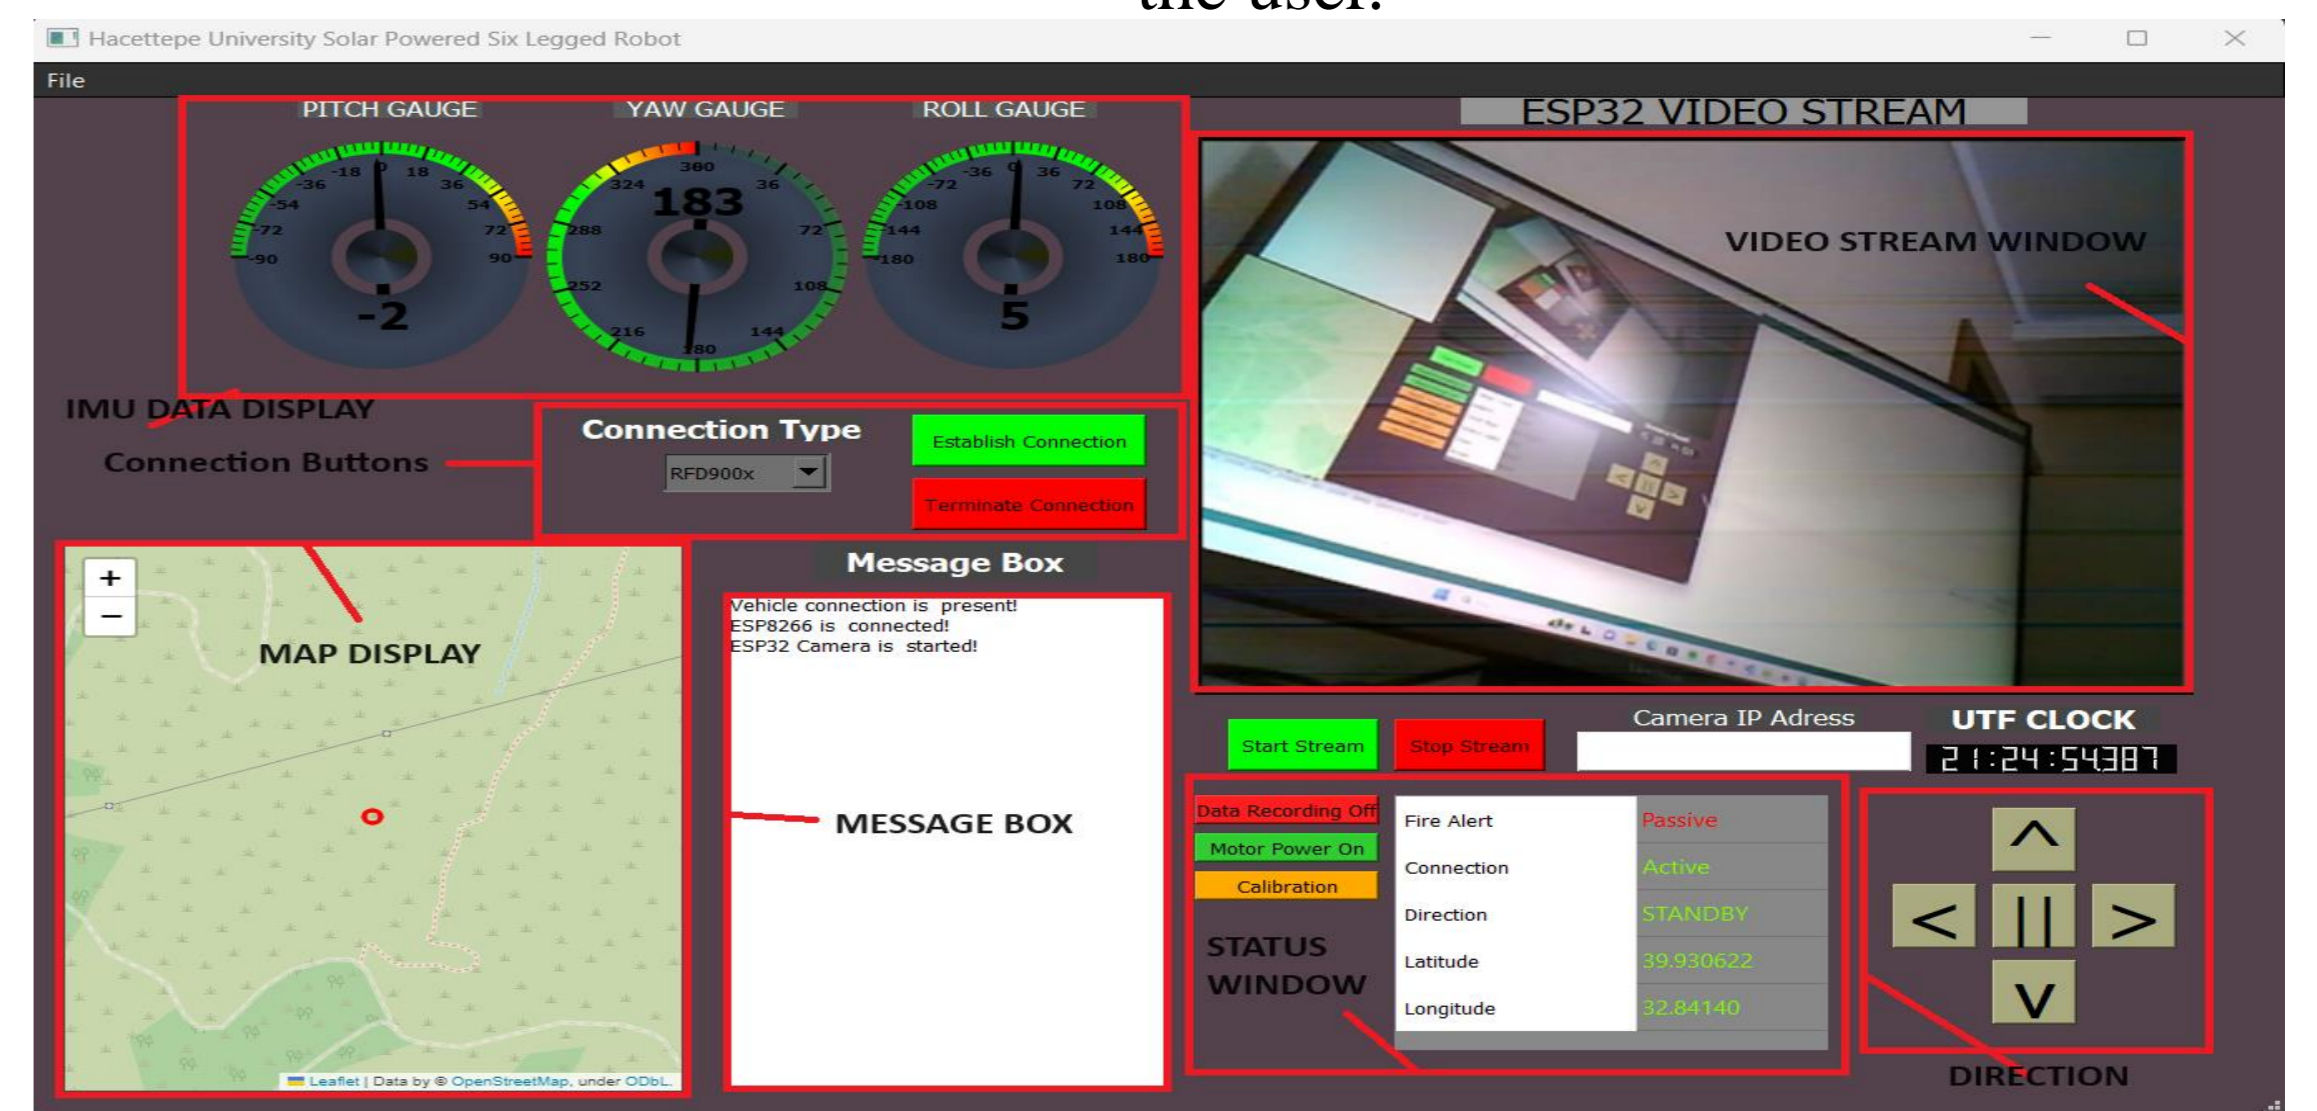 the user.
Hacettepe University Solar Powered Six Legged Robot
File
PITCH GAUGE
YAW GAUGE
ROLL GAUGE
ESP32 VIDEO STREAM
-90 -72 -54 -36 -18 0 18 36 54 72 90
-2
360 36 72 108 144 180 216 252 288 324
183
-180 -144 -108 -72 -36 0 36 72 108 144 180
5
VIDEO STREAM WINDOW
IMU DATA DISPLAY
Connection Buttons
Connection Type
RFD900x
Establish Connection
Terminate Connection
+
−
MAP DISPLAY
Leaflet | Data by © OpenStreetMap, under ODbL.
Message Box
Vehicle connection is present!
ESP8266 is connected!
ESP32 Camera is started!
MESSAGE BOX
Start Stream
Stop Stream
Camera IP Adress
UTF CLOCK
21:24:54.387
Data Recording Off
Motor Power On
Calibration
STATUS
WINDOW
Fire Alert Passive
Connection Active
Direction STANDBY
Latitude 39.930622
Longitude 32.84140
^
< || >
v
DIRECTION